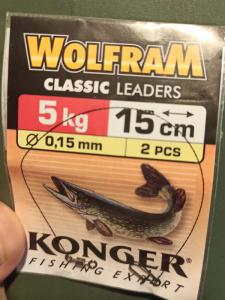 WOLFRAM
CLASSIC LEADERS
5 kg 15 cm
Ø 0,15 mm 2 PCS
KONGER
FISHING EXPERT